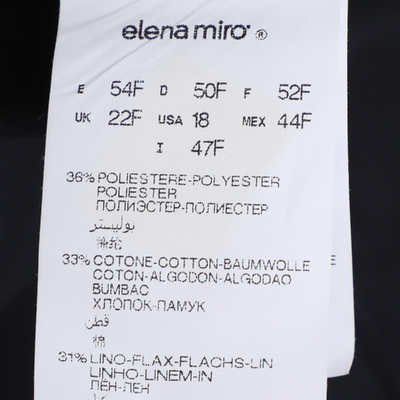 elena miro ®
E 54F D 50F F 52F
UK 22F USA 18 MEX 44F
I 47F
36% POLIESTERE-POLYESTER
POLIESTER
ПОЛИЭСТЕР-ПОЛИЕСТЕР
بوليستر
33% COTONE-COTTON-BAUMWOLLE
COTON-ALGODON-ALGODAO
BUMBAC
ХЛОПОК-ПАМУК
قطن
棉
31% LINO-FLAX-FLACHS-LIN
LINHO-LINEM-IN
ЛЁН-ЛЕН